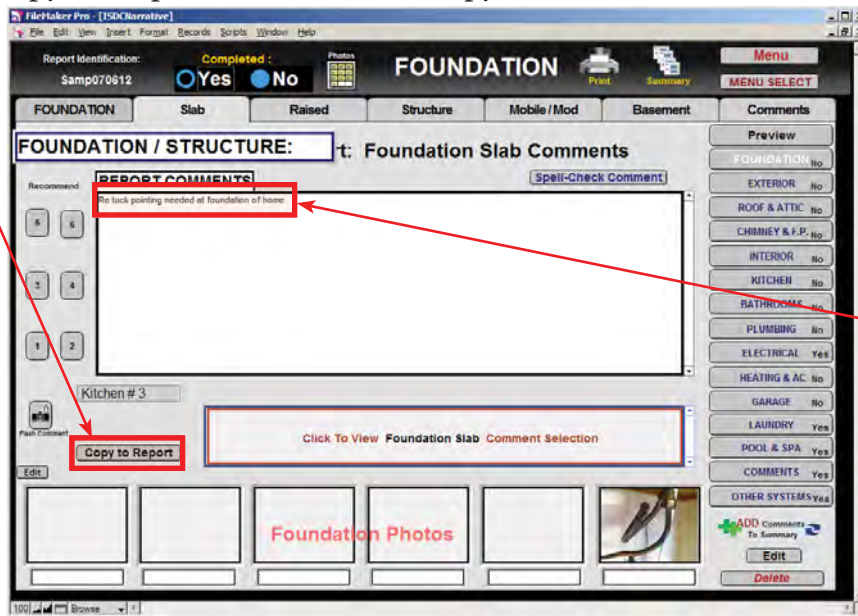 FileMaker Pro - [ISDCNarrative]
File Edit View Insert Format Records Scripts Window Help
Report Identification:
Samp070612
Completed :
Yes No
Photos
FOUNDATION
Print
Summary
Menu
MENU SELECT
FOUNDATION Slab Raised Structure Mobile / Mod Basement Comments
FOUNDATION / STRUCTURE: t: Foundation Slab Comments
Recommend
REPORT COMMENTS
Spell-Check Comment
Re tuck pointing needed at foundation of home
5 6
3 4
1 2
Kitchen # 3
Flash Comment
Copy to Report
Edit
Click To View Foundation Slab Comment Selection
Foundation Photos
Preview
FOUNDATION No
EXTERIOR No
ROOF & ATTIC No
CHIMNEY & F.P. No
INTERIOR No
KITCHEN No
BATHROOMS No
PLUMBING No
ELECTRICAL Yes
HEATING & AC No
GARAGE No
LAUNDRY Yes
POOL & SPA Yes
COMMENTS Yes
OTHER SYSTEMS Yes
ADD Comments
To Summary
Edit
Delete
100 Browse